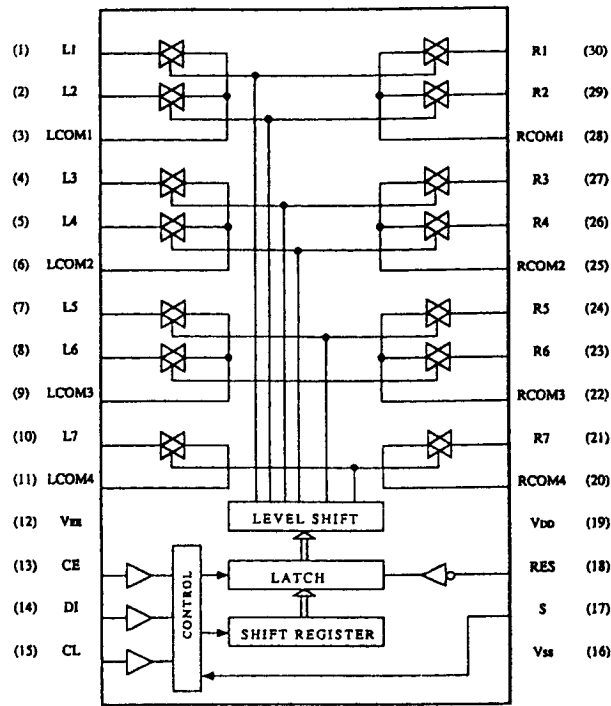 (1) L1 R1 (30)
(2) L2 R2 (29)
(3) LCOM1 RCOM1 (28)
(4) L3 R3 (27)
(5) L4 R4 (26)
(6) LCOM2 RCOM2 (25)
(7) L5 R5 (24)
(8) L6 R6 (23)
(9) LCOM3 RCOM3 (22)
(10) L7 R7 (21)
(11) LCOM4 RCOM4 (20)
(12) VEE LEVEL SHIFT VDD (19)
(13) CE LATCH RES (18)
(14) DI CONTROL SHIFT REGISTER S (17)
(15) CL Vss (16)